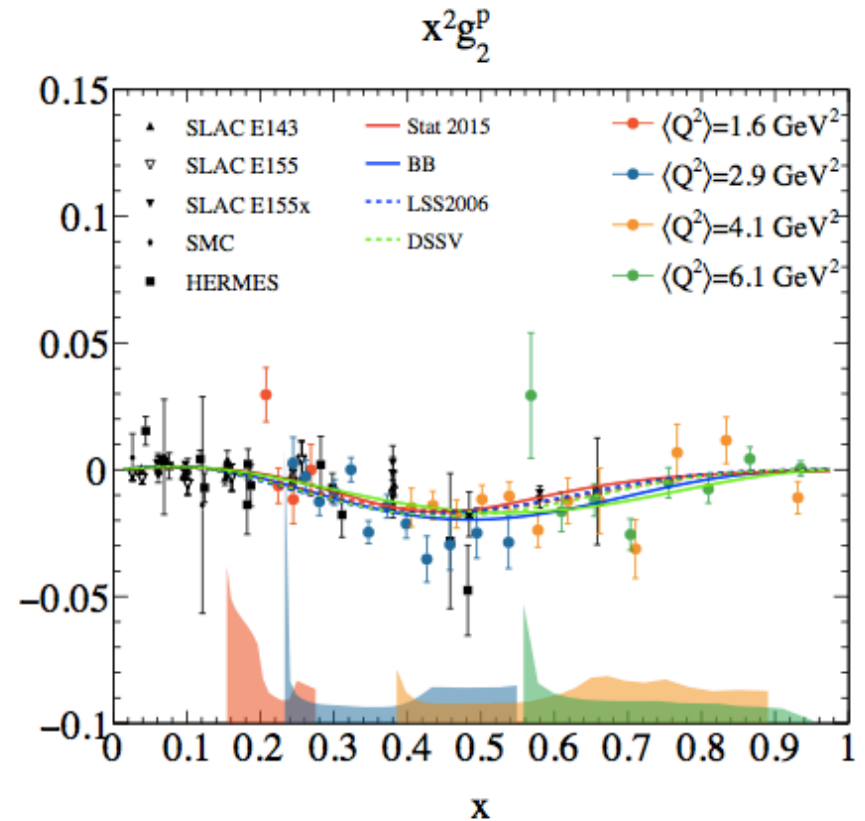 x²g₂ᵖ
0.15
0.1
0.05
0
−0.05
−0.1
SLAC E143
SLAC E155
SLAC E155x
SMC
HERMES
Stat 2015
BB
LSS2006
DSSV
⟨Q²⟩=1.6 GeV²
⟨Q²⟩=2.9 GeV²
⟨Q²⟩=4.1 GeV²
⟨Q²⟩=6.1 GeV²
0 0.1 0.2 0.3 0.4 0.5 0.6 0.7 0.8 0.9 1
x